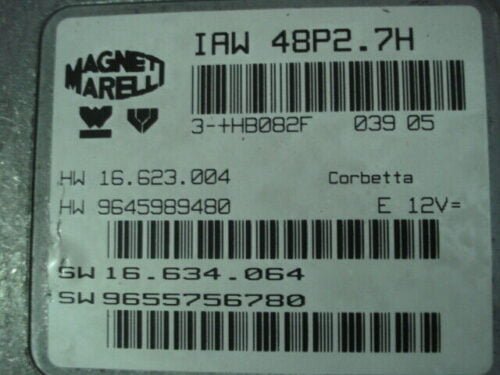 IAW 48P2.7H
MAGNETI
MARELLI
3-+HB082F 039 05
HW 16.623.004 Corbetta
HW 9645989480 E 12V=
SW 16.634.064
SW 9655756780